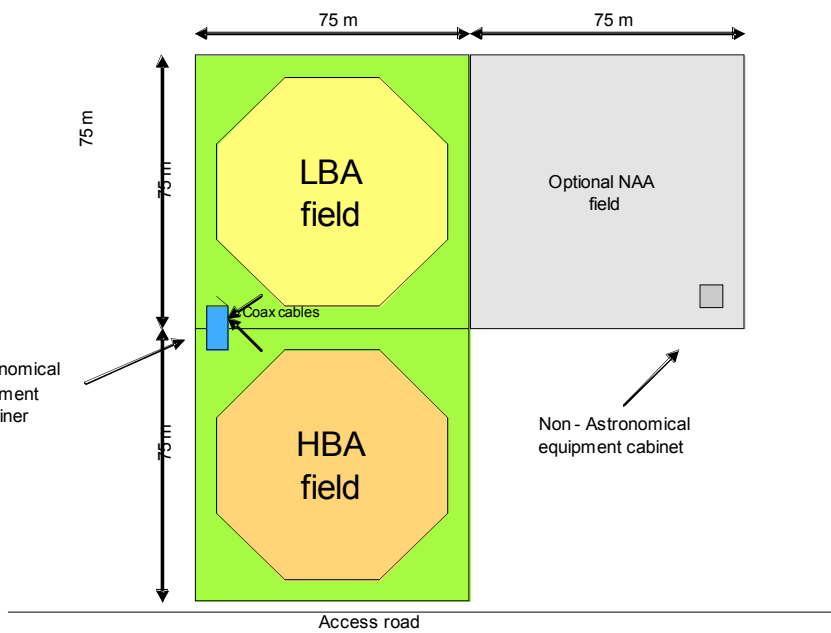 75 m
75 m
75 m
75 m
LBA
field
Optional NAA
field
Coax cables
nomical
ment
iner
75 m
HBA
field
Non - Astronomical
equipment cabinet
Access road